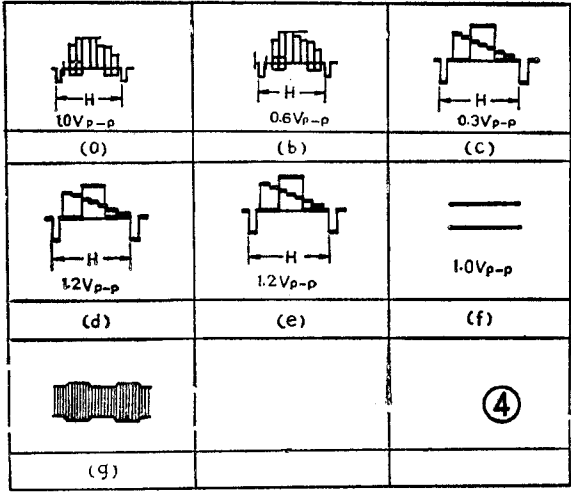 H H H
1.0Vp-p 0.6Vp-p 0.3Vp-p
(a) (b) (c)
H H
1.2Vp-p 1.2Vp-p 1.0Vp-p
(d) (e) (f)
4
(g)